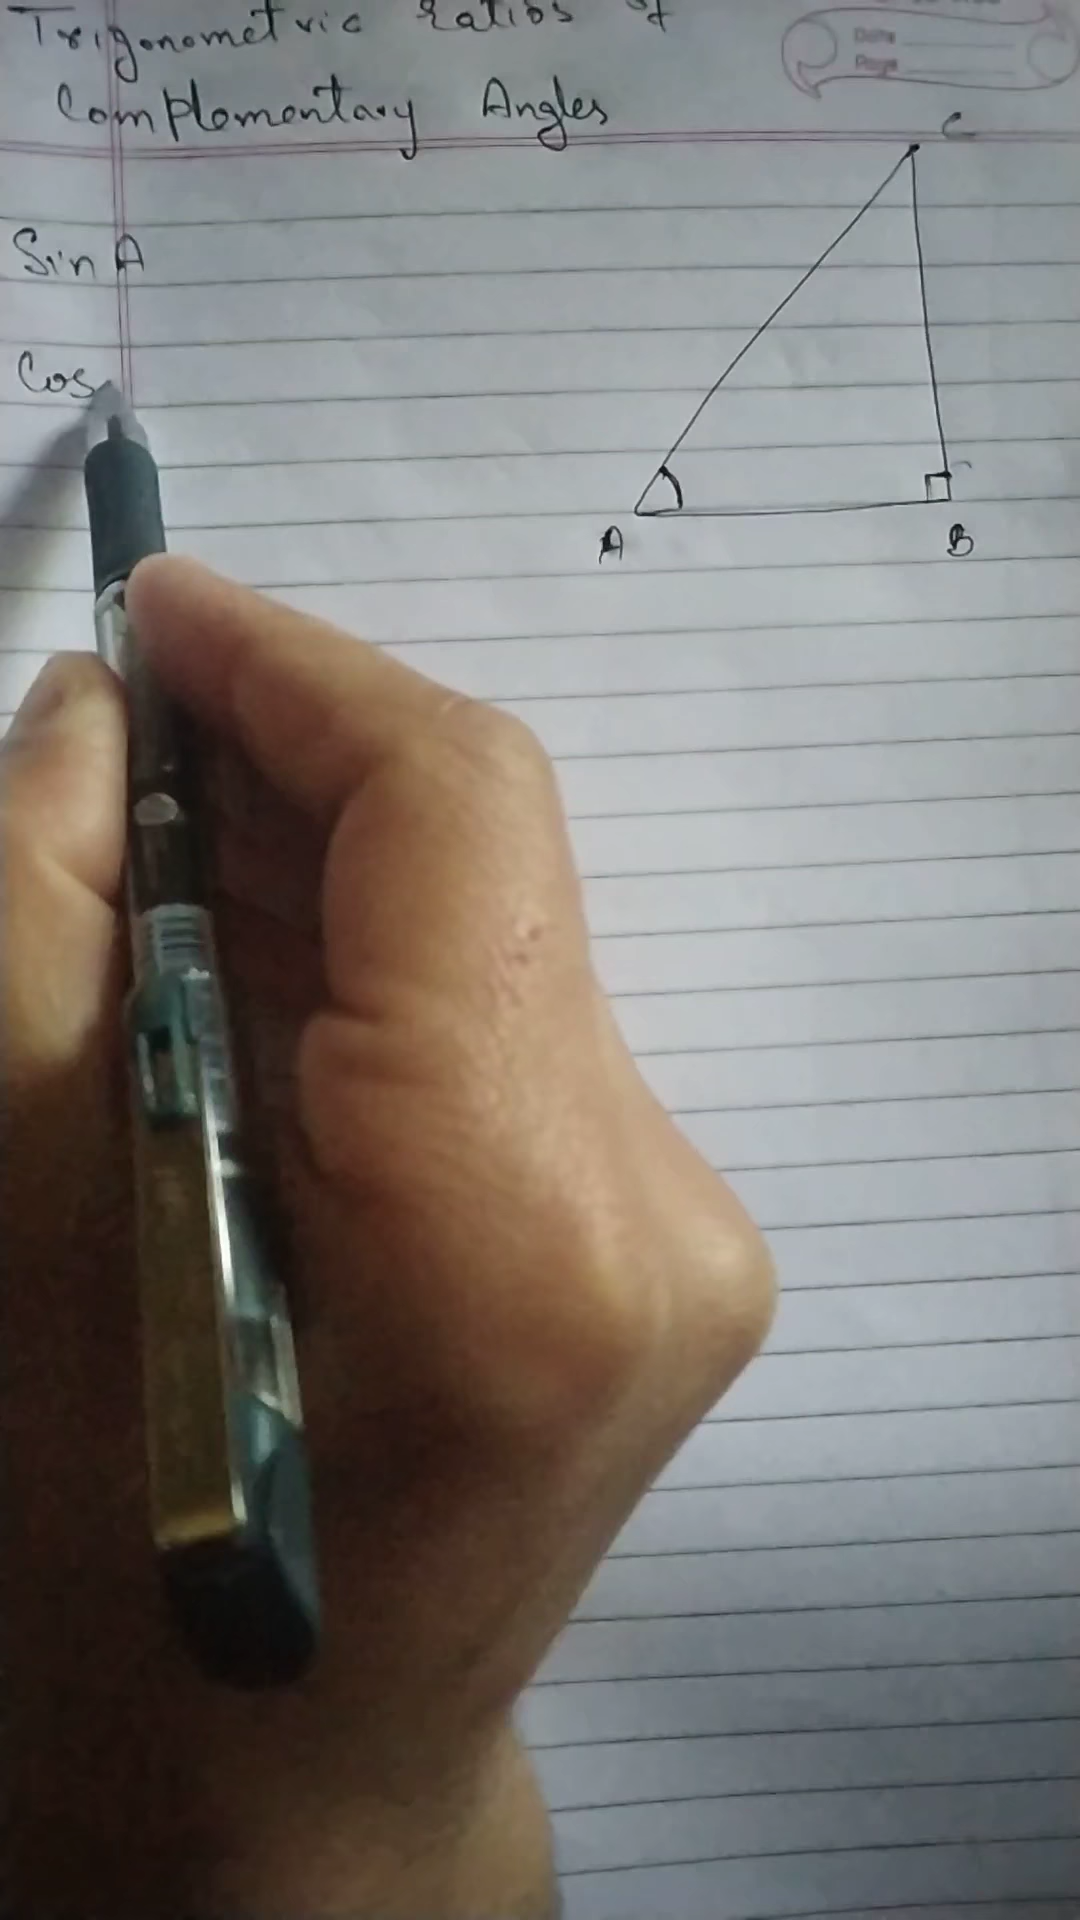 Trigonometric ratios of
Complementary Angles
Date
Page
C
Sin A
Cos
A
B